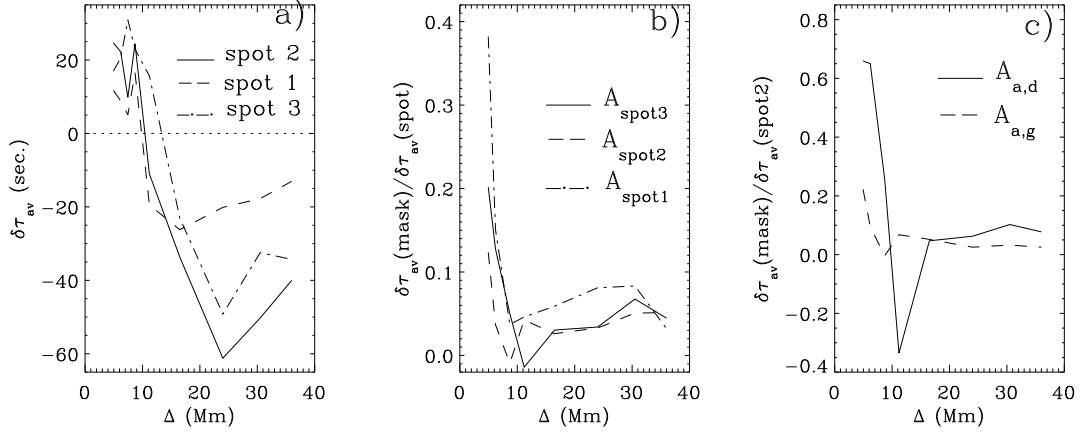 a)
spot 2
spot 1
spot 3
20
0
−20
−40
−60
δτav (sec.)
0 10 20 30 40
Δ (Mm)
b)
Aspot3
Aspot2
Aspot1
0.4
0.3
0.2
0.1
0.0
δτav(mask)/δτav(spot)
0 10 20 30 40
Δ (Mm)
c)
Aa,d
Aa,g
0.8
0.6
0.4
0.2
0.0
−0.2
−0.4
δτav(mask)/δτav(spot2)
0 10 20 30 40
Δ (Mm)